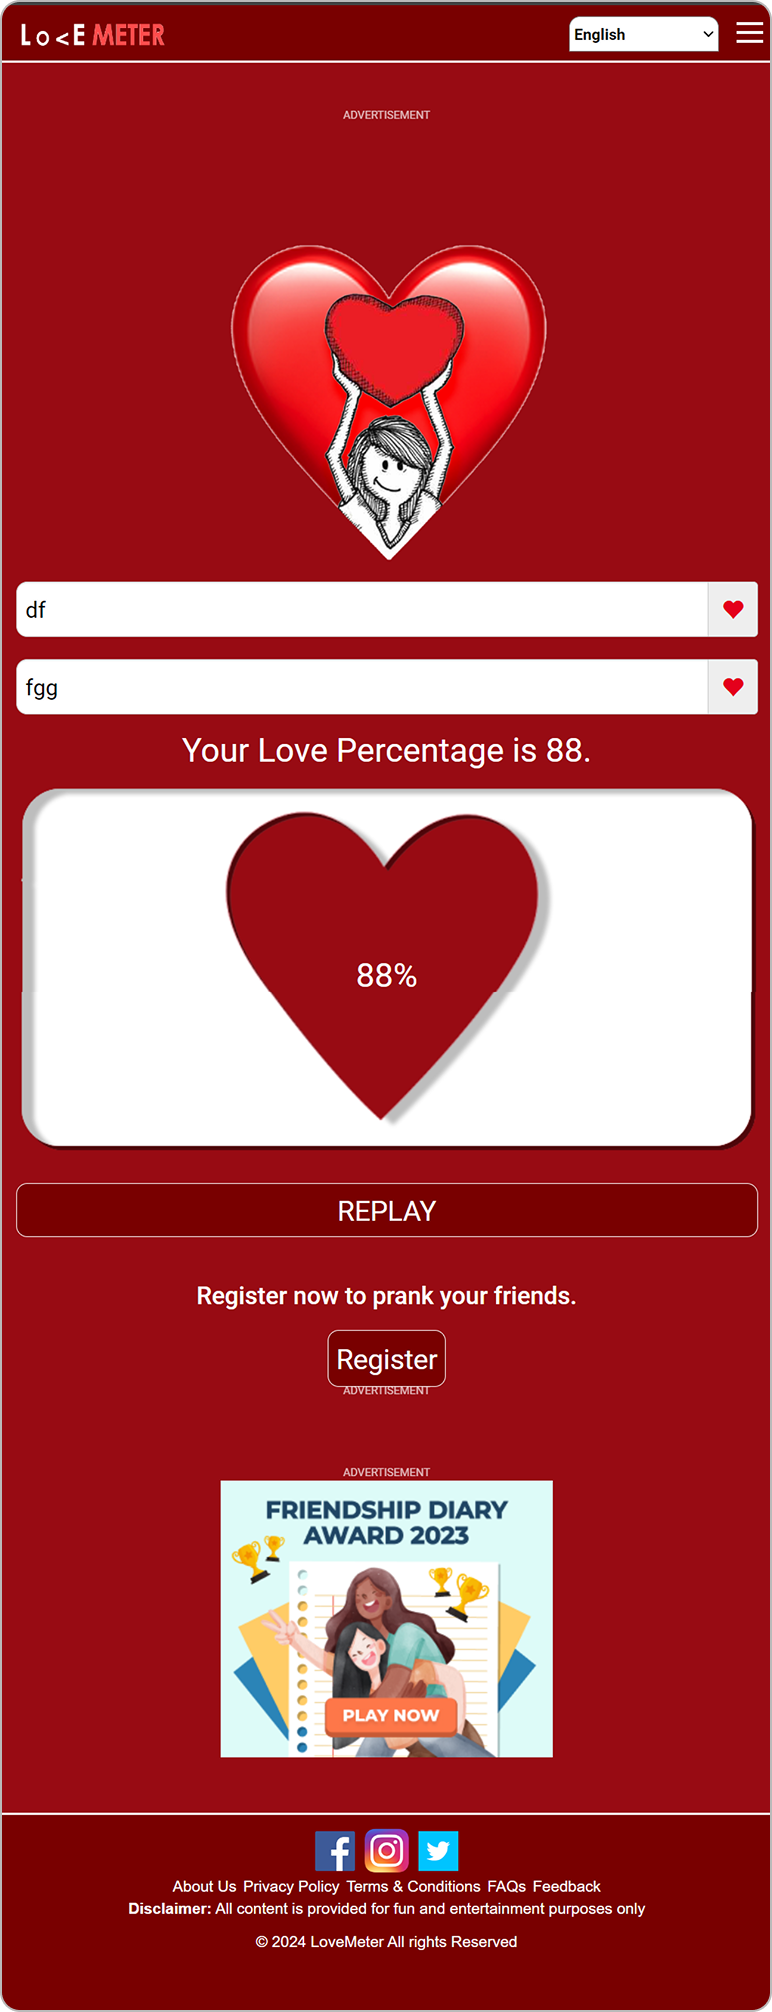 Lo<E METER
English
ADVERTISEMENT
df
fgg
Your Love Percentage is 88.
88%
REPLAY
Register now to prank your friends.
Register
ADVERTISEMENT
ADVERTISEMENT
FRIENDSHIP DIARY
AWARD 2023
PLAY NOW
About Us Privacy Policy Terms & Conditions FAQs Feedback
Disclaimer: All content is provided for fun and entertainment purposes only
© 2024 LoveMeter All rights Reserved